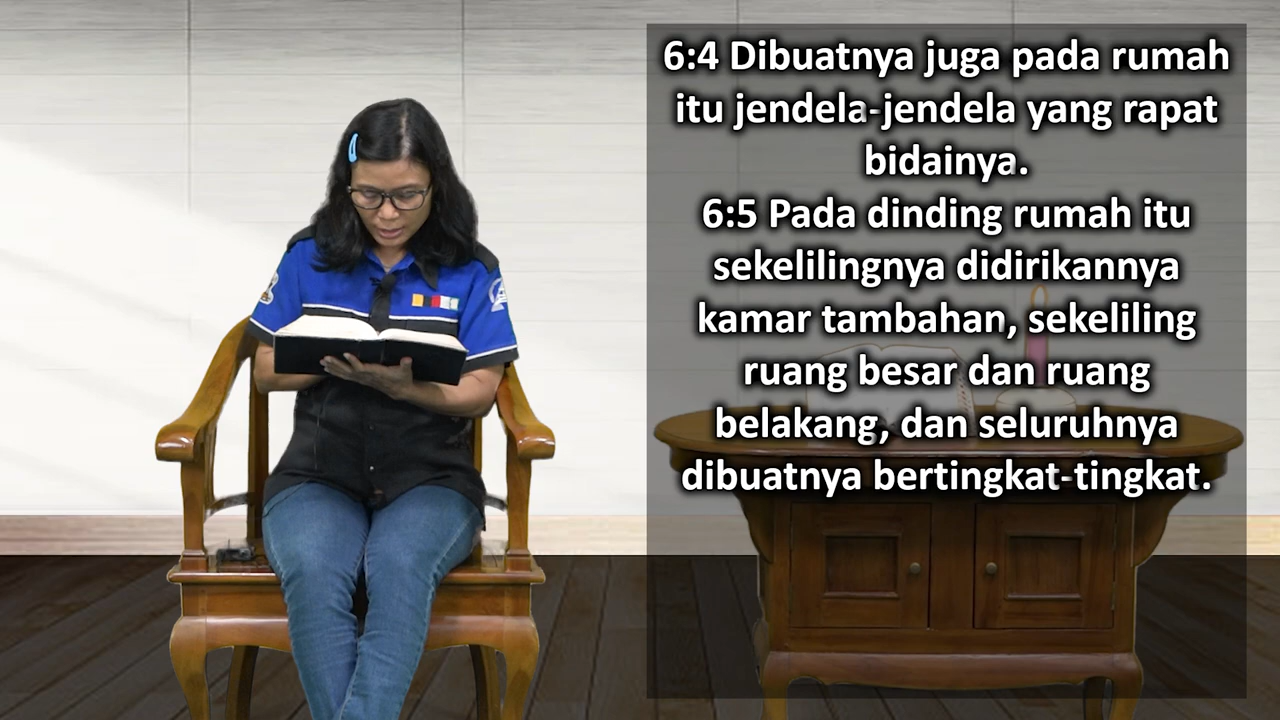 6:4 Dibuatnya juga pada rumah
itu jendela-jendela yang rapat
bidainya.
6:5 Pada dinding rumah itu
sekelilingnya didirikannya
kamar tambahan, sekeliling
ruang besar dan ruang
belakang, dan seluruhnya
dibuatnya bertingkat-tingkat.